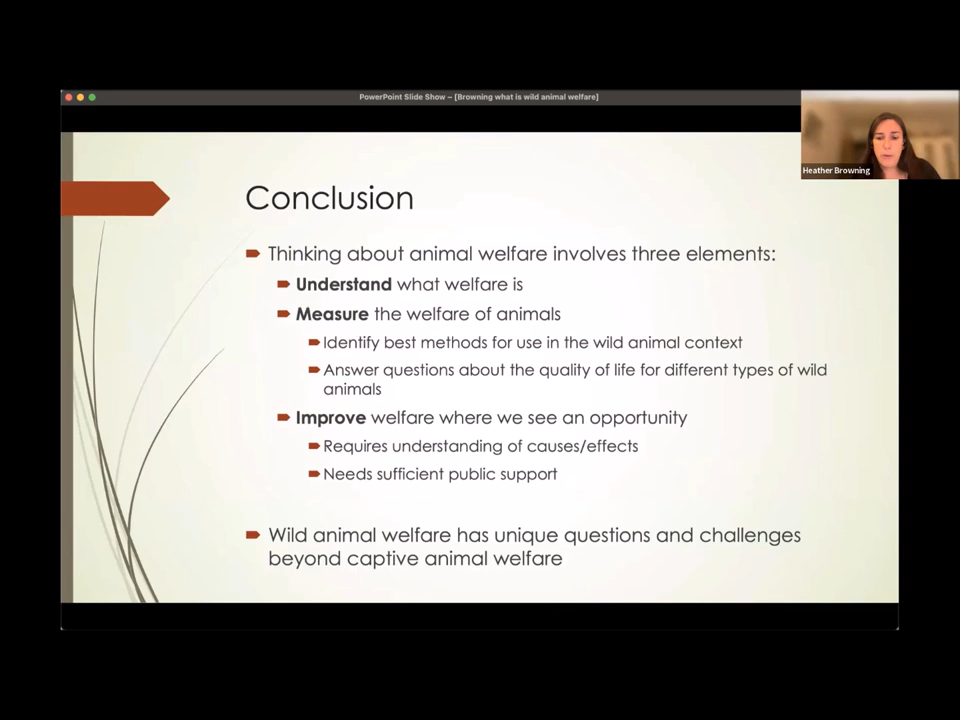 PowerPoint Slide Show – [Browning what is wild animal welfare]
Heather Browning
Conclusion
Thinking about animal welfare involves three elements:
Understand what welfare is
Measure the welfare of animals
Identify best methods for use in the wild animal context
Answer questions about the quality of life for different types of wild
animals
Improve welfare where we see an opportunity
Requires understanding of causes/effects
Needs sufficient public support
Wild animal welfare has unique questions and challenges
beyond captive animal welfare